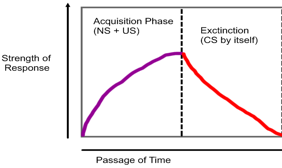 Acquisition Phase
(NS + US)
Exctinction
(CS by itself)
Strength of
Response
Passage of Time